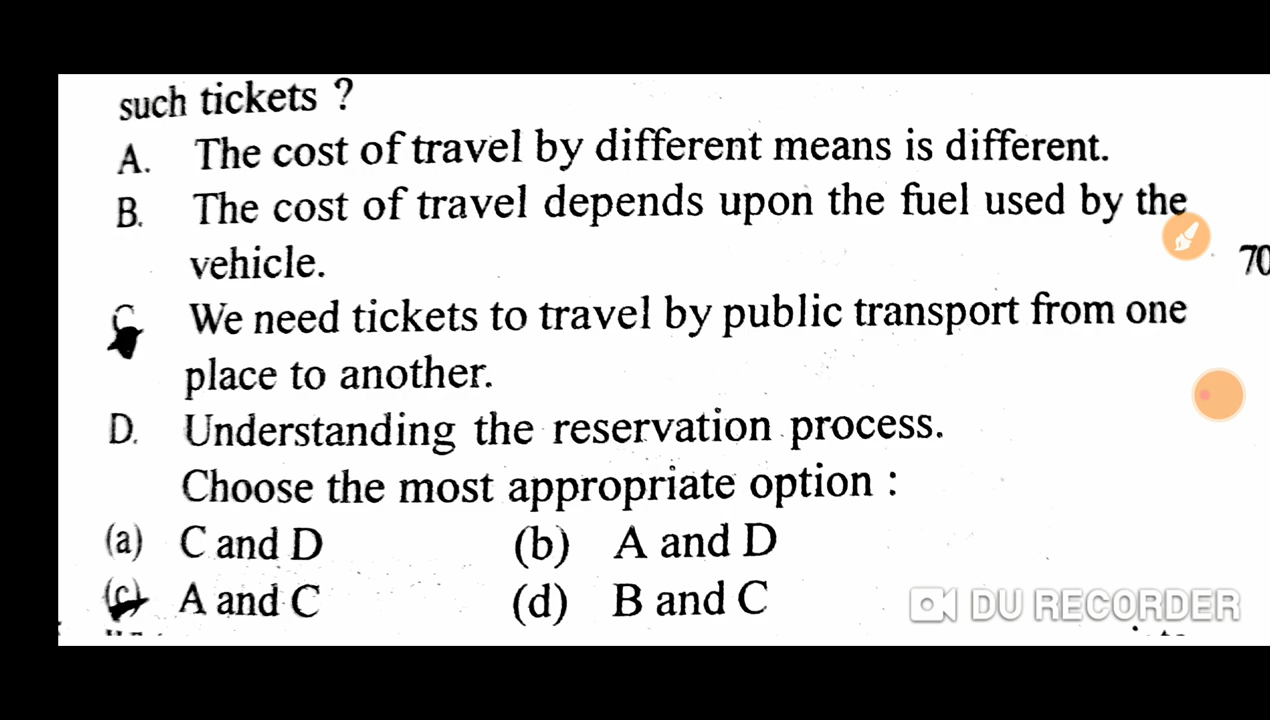 such tickets ?
A. The cost of travel by different means is different.
B. The cost of travel depends upon the fuel used by the
vehicle.
70
C We need tickets to travel by public transport from one
place to another.
D. Understanding the reservation process.
Choose the most appropriate option :
(a) C and D (b) A and D
(c) A and C (d) B and C
DU RECORDER